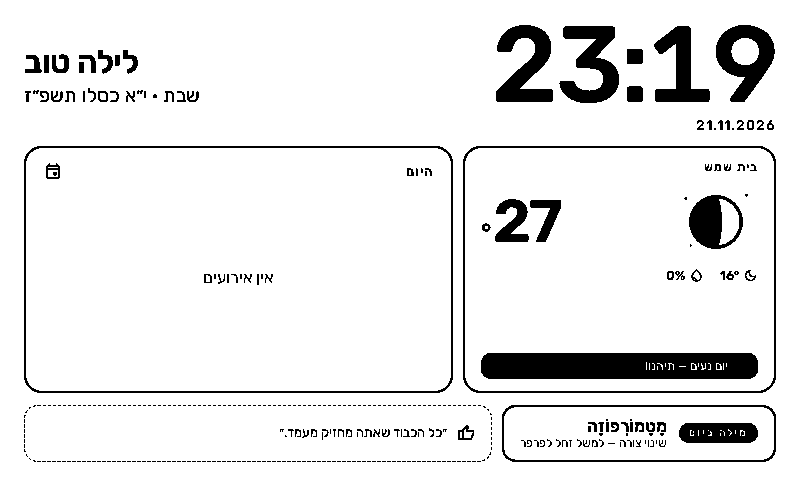 23:19
21.11.2026
לילה טוב
שבת • י״א כסלו תשפ״ז
בית שמש
27°
16° 0%
יום נעים – תיהנו!
היום
אין אירועים
מילה ביום
מֶטָמוֹרְפוֹזָה
שינוי צורה – למשל זחל לפרפר
״כל הכבוד שאתה מחזיק מעמד.״